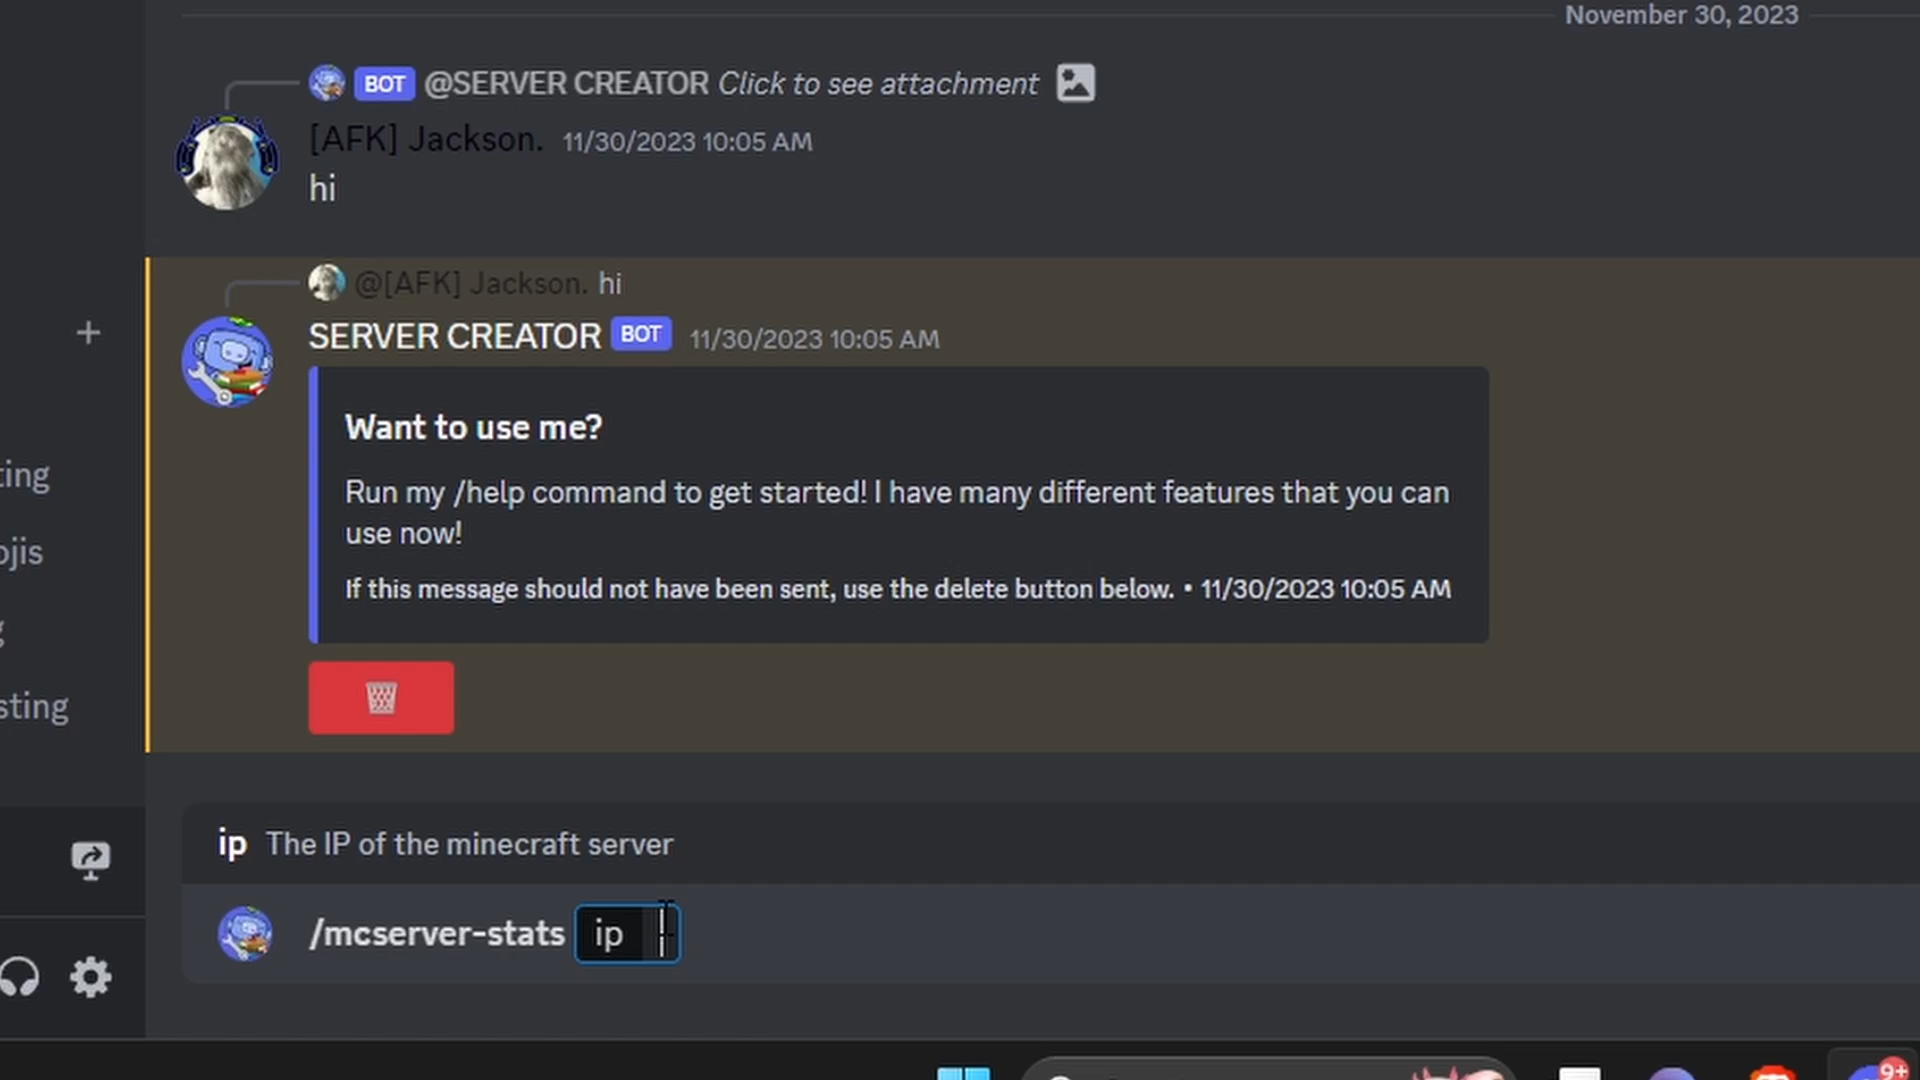 November 30, 2023
BOT @SERVER CREATOR Click to see attachment
[AFK] Jackson. 11/30/2023 10:05 AM
hi
@[AFK] Jackson. hi
SERVER CREATOR BOT 11/30/2023 10:05 AM
Want to use me?
Run my /help command to get started! I have many different features that you can
use now!
If this message should not have been sent, use the delete button below. • 11/30/2023 10:05 AM
ting
ojis
g
sting
ip The IP of the minecraft server
/mcserver-stats ip
9+